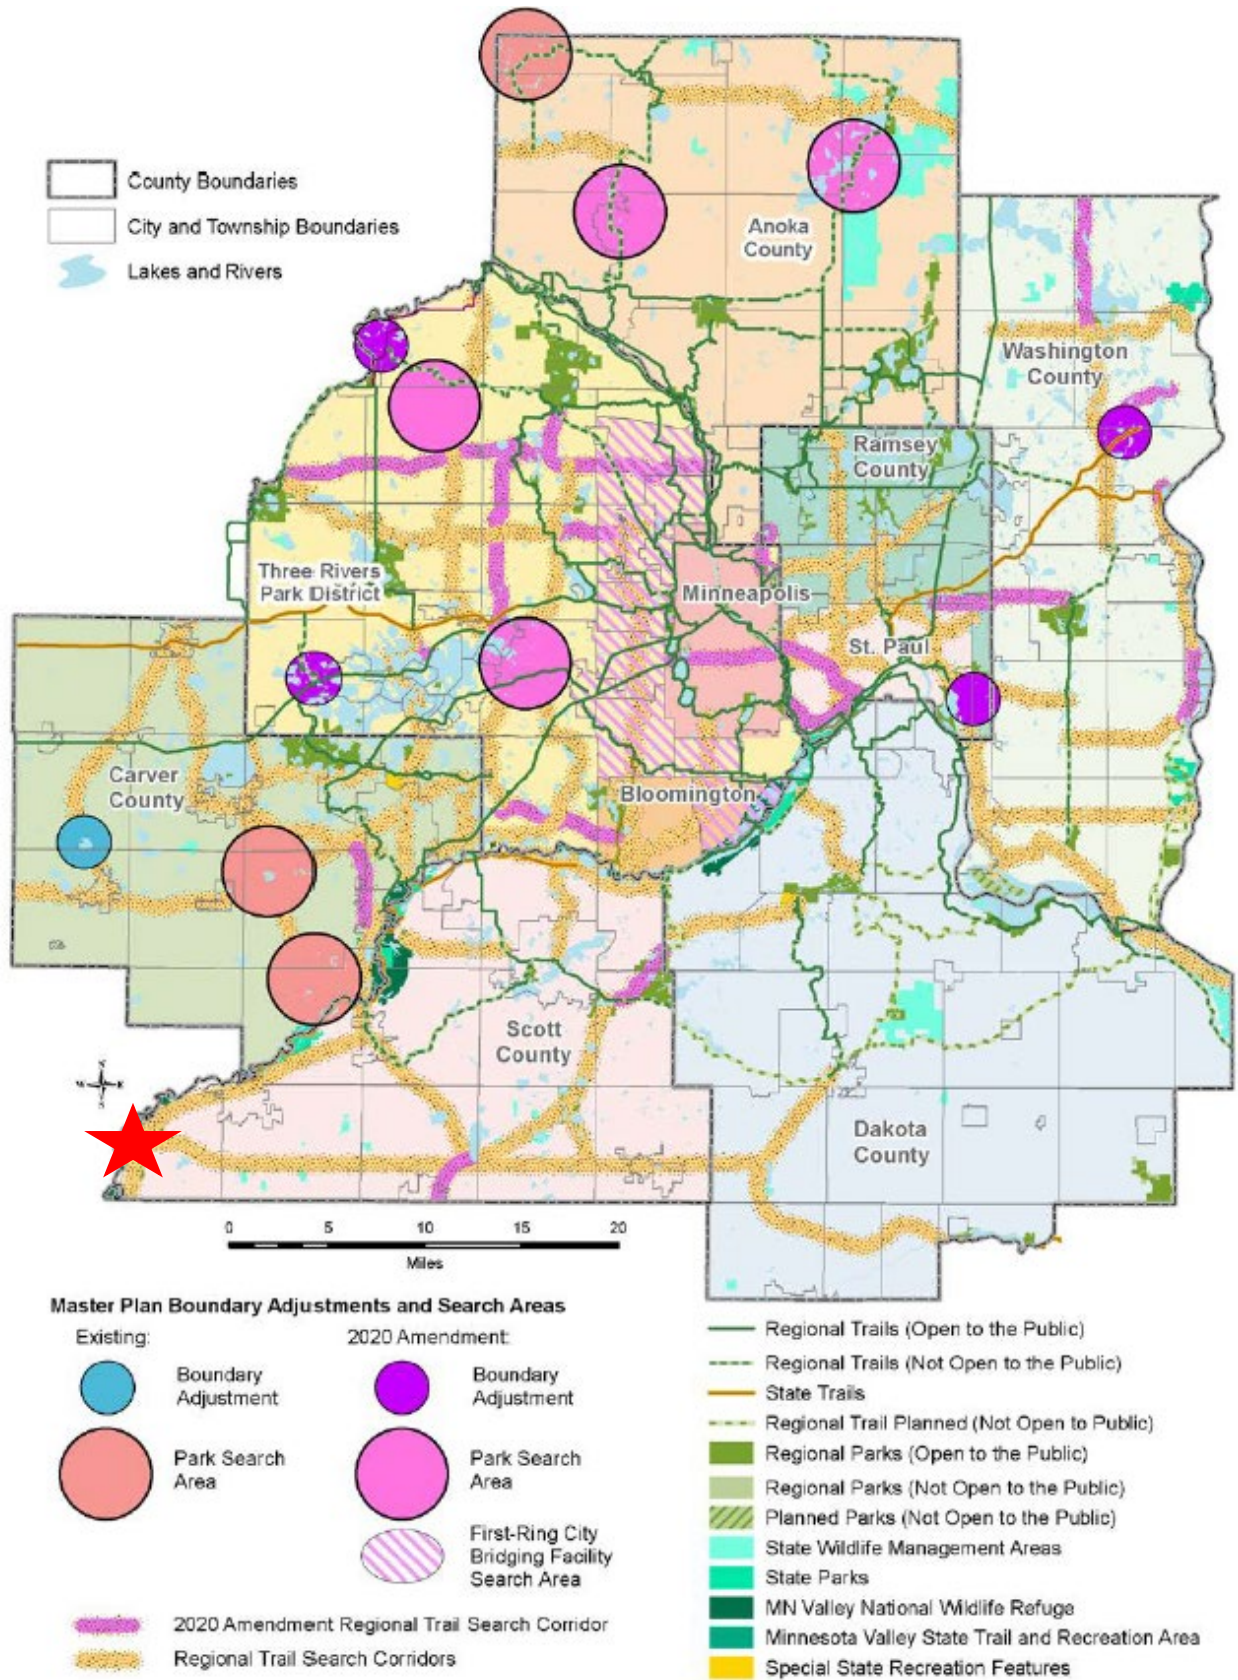 County Boundaries
City and Township Boundaries
Lakes and Rivers
Anoka
County
Washington
County
Ramsey
County
Three Rivers
Park District
Minneapolis
St. Paul
Carver
County
Bloomington
Scott
County
Dakota
County
0 5 10 15 20
Miles
Master Plan Boundary Adjustments and Search Areas
Existing:
Boundary
Adjustment
Park Search
Area
2020 Amendment:
Boundary
Adjustment
Park Search
Area
First-Ring City
Bridging Facility
Search Area
2020 Amendment Regional Trail Search Corridor
Regional Trail Search Corridors
Regional Trails (Open to the Public)
Regional Trails (Not Open to the Public)
State Trails
Regional Trail Planned (Not Open to Public)
Regional Parks (Open to the Public)
Regional Parks (Not Open to the Public)
Planned Parks (Not Open to the Public)
State Wildlife Management Areas
State Parks
MN Valley National Wildlife Refuge
Minnesota Valley State Trail and Recreation Area
Special State Recreation Features